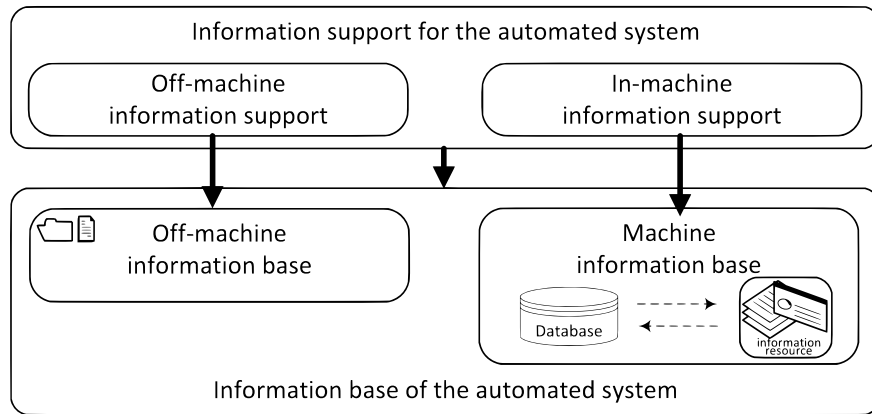 Information support for the automated system
Off-machine
information support
In-machine
information support
Off-machine
information base
Machine
information base
Database
information
resource
Information base of the automated system